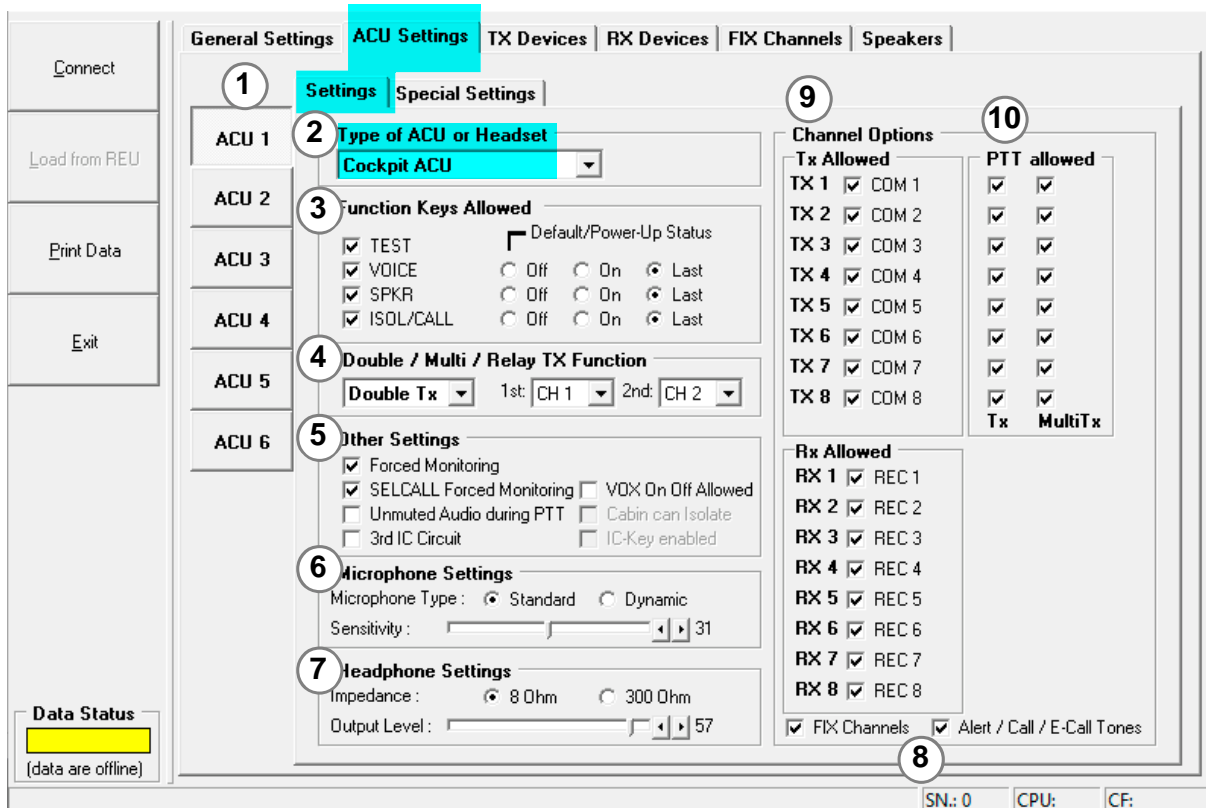 Connect
Load from REU
Print Data
Exit
Data Status
(data are offline)
General Settings ACU Settings TX Devices RX Devices FIX Channels Speakers
1
ACU 1
ACU 2
ACU 3
ACU 4
ACU 5
ACU 6
Settings Special Settings
2 Type of ACU or Headset
Cockpit ACU
3 Function Keys Allowed
Default/Power-Up Status
TEST
VOICE Off On Last
SPKR Off On Last
ISOL/CALL Off On Last
4 Double / Multi / Relay TX Function
Double Tx 1st: CH 1 2nd: CH 2
5 Other Settings
Forced Monitoring
SELCALL Forced Monitoring VOX On Off Allowed
Unmuted Audio during PTT Cabin can Isolate
3rd IC Circuit IC-Key enabled
6 Microphone Settings
Microphone Type : Standard Dynamic
Sensitivity : 31
7 Headphone Settings
Impedance : 8 Ohm 300 Ohm
Output Level : 57
9
Channel Options
Tx Allowed
TX 1 COM 1
TX 2 COM 2
TX 3 COM 3
TX 4 COM 4
TX 5 COM 5
TX 6 COM 6
TX 7 COM 7
TX 8 COM 8
10
PTT allowed
Tx MultiTx
Rx Allowed
RX 1 REC 1
RX 2 REC 2
RX 3 REC 3
RX 4 REC 4
RX 5 REC 5
RX 6 REC 6
RX 7 REC 7
RX 8 REC 8
FIX Channels Alert / Call / E-Call Tones
8
SN.: 0 CPU: CF: